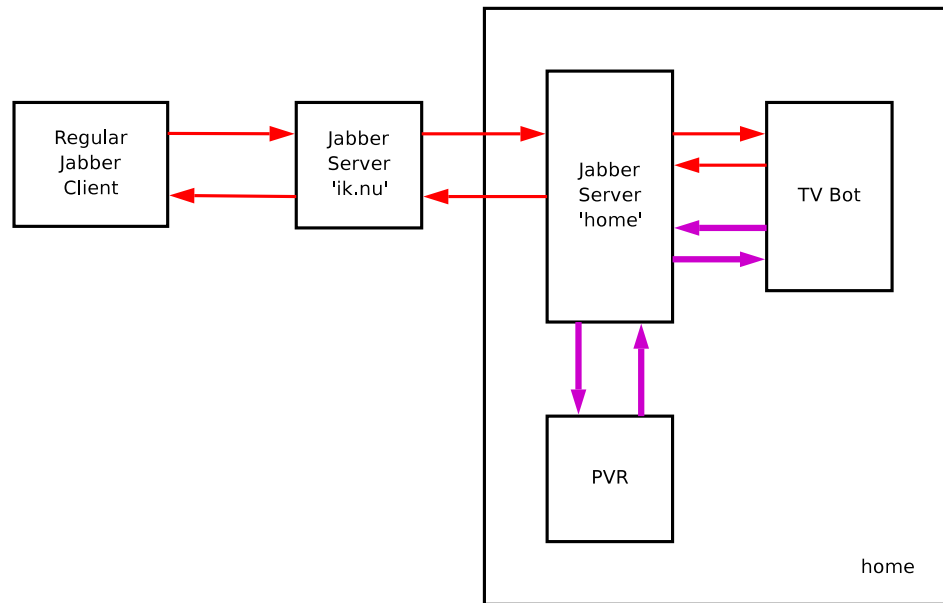 Regular
Jabber
Client
Jabber
Server
'ik.nu'
Jabber
Server
'home'
TV Bot
PVR
home